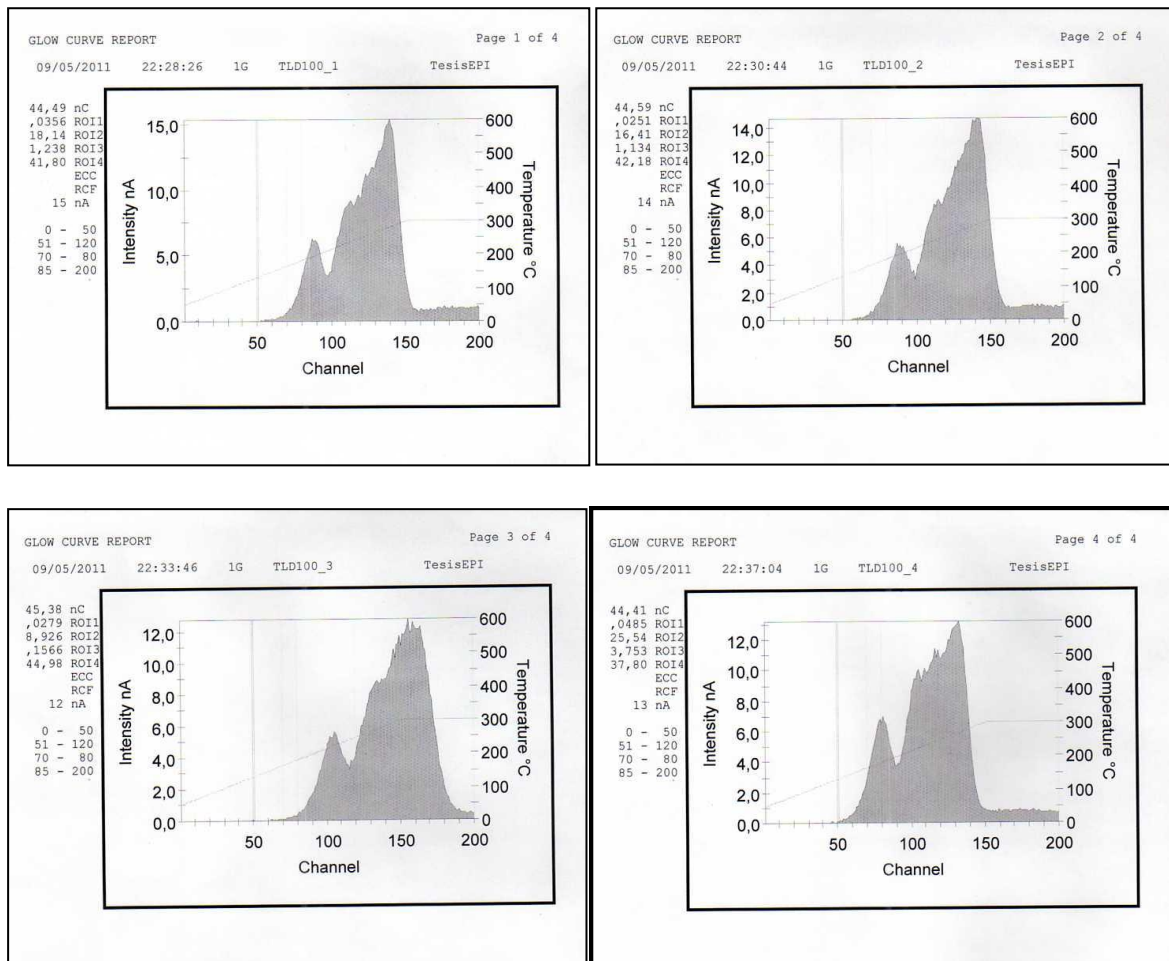 GLOW CURVE REPORT Page 1 of 4
09/05/2011 22:28:26 1G TLD100_1 TesisEPI
44,49 nC
,0356 ROI1
18,14 ROI2
1,238 ROI3
41,80 ROI4
ECC
RCF
15 nA
0 - 50
51 - 120
70 - 80
85 - 200
Intensity nA
15,0
10,0
5,0
0,0
50 100 150 200
Channel
600
500
400
300
200
100
0
Temperature °C
GLOW CURVE REPORT Page 2 of 4
09/05/2011 22:30:44 1G TLD100_2 TesisEPI
44,59 nC
,0251 ROI1
16,41 ROI2
1,134 ROI3
42,18 ROI4
ECC
RCF
14 nA
0 - 50
51 - 120
70 - 80
85 - 200
Intensity nA
14,0
12,0
10,0
8,0
6,0
4,0
2,0
0,0
50 100 150 200
Channel
600
500
400
300
200
100
0
Temperature °C
GLOW CURVE REPORT Page 3 of 4
09/05/2011 22:33:46 1G TLD100_3 TesisEPI
45,38 nC
,0279 ROI1
8,926 ROI2
,1566 ROI3
44,98 ROI4
ECC
RCF
12 nA
0 - 50
51 - 120
70 - 80
85 - 200
Intensity nA
12,0
10,0
8,0
6,0
4,0
2,0
0,0
50 100 150 200
Channel
600
500
400
300
200
100
0
Temperature °C
GLOW CURVE REPORT Page 4 of 4
09/05/2011 22:37:04 1G TLD100_4 TesisEPI
44,41 nC
,0485 ROI1
25,54 ROI2
3,753 ROI3
37,80 ROI4
ECC
RCF
13 nA
0 - 50
51 - 120
70 - 80
85 - 200
Intensity nA
12,0
10,0
8,0
6,0
4,0
2,0
0,0
50 100 150 200
Channel
600
500
400
300
200
100
0
Temperature °C